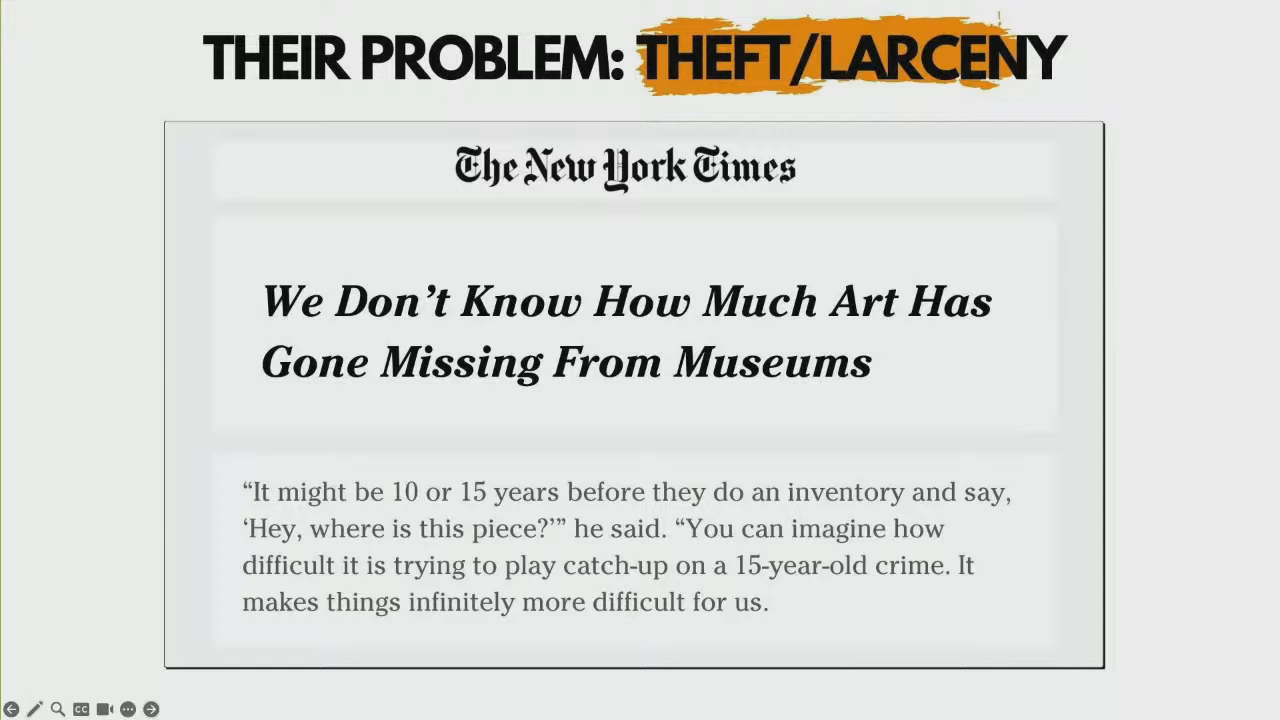 THEIR PROBLEM: THEFT/LARCENY
The New York Times
We Don’t Know How Much Art Has
Gone Missing From Museums
“It might be 10 or 15 years before they do an inventory and say,
‘Hey, where is this piece?’” he said. “You can imagine how
difficult it is trying to play catch-up on a 15-year-old crime. It
makes things infinitely more difficult for us.
CC